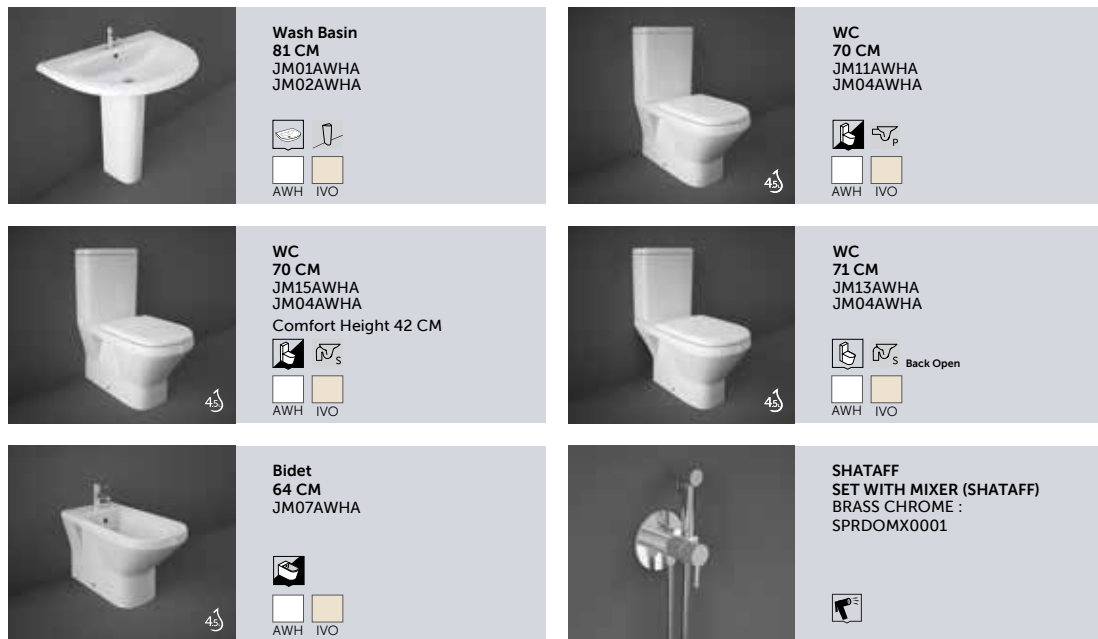 Wash Basin
81 CM
JM01AWHA
JM02AWHA
AWH IVO
WC
70 CM
JM11AWHA
JM04AWHA
P
4.5
AWH IVO
WC
70 CM
JM15AWHA
JM04AWHA
Comfort Height 42 CM
S
4.5
AWH IVO
WC
71 CM
JM13AWHA
JM04AWHA
S Back Open
4.5
AWH IVO
Bidet
64 CM
JM07AWHA
4.5
AWH IVO
SHATAFF
SET WITH MIXER (SHATAFF)
BRASS CHROME :
SPRDOMX0001